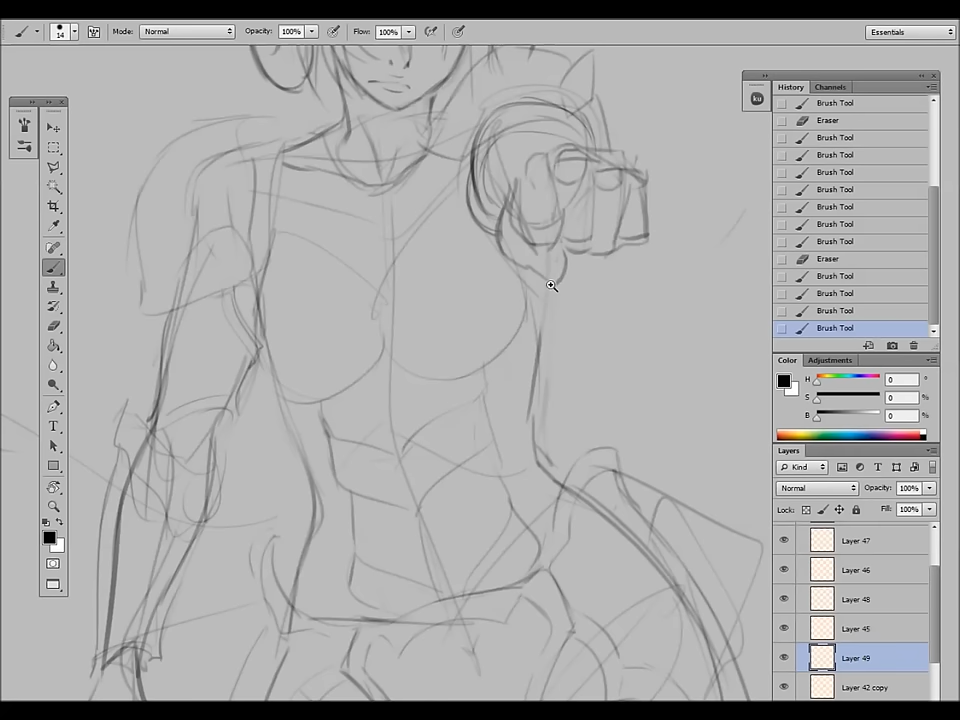 14 Mode: Normal Opacity: 100% Flow: 100% Essentials
ku
History Channels
Brush Tool
Eraser
Brush Tool
Brush Tool
Brush Tool
Brush Tool
Brush Tool
Brush Tool
Brush Tool
Eraser
Brush Tool
Brush Tool
Brush Tool
Brush Tool
Color Adjustments
H 0 °
S 0 %
B 0 %
Layers
Kind
Normal Opacity: 100%
Lock: Fill: 100%
Layer 47
Layer 46
Layer 48
Layer 45
Layer 49
Layer 42 copy